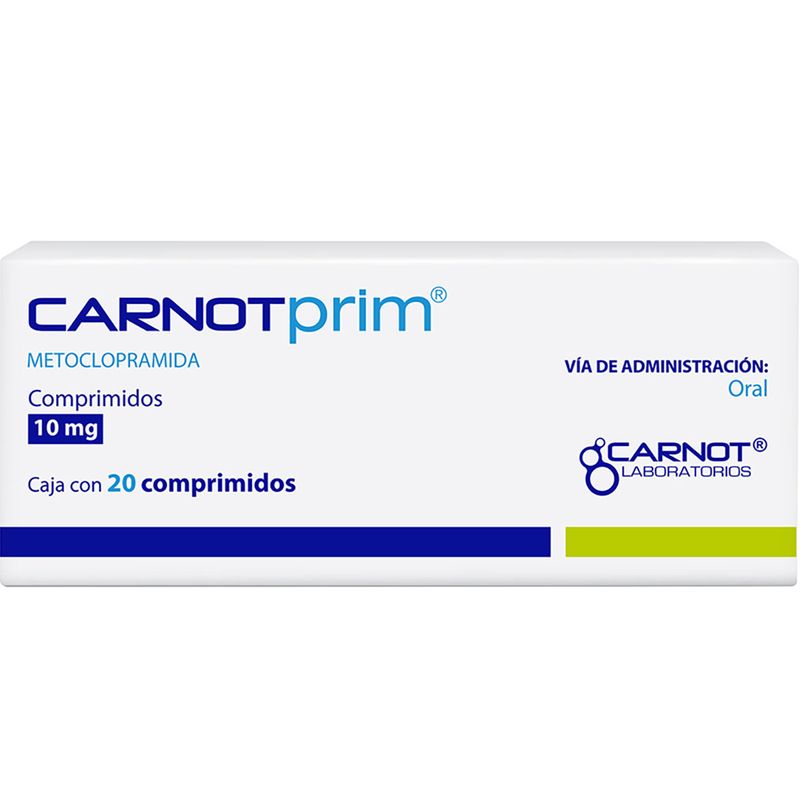 CARNOTprim®
METOCLOPRAMIDA
Comprimidos
10 mg
Caja con 20 comprimidos
VÍA DE ADMINISTRACIÓN:
Oral
CARNOT®
LABORATORIOS